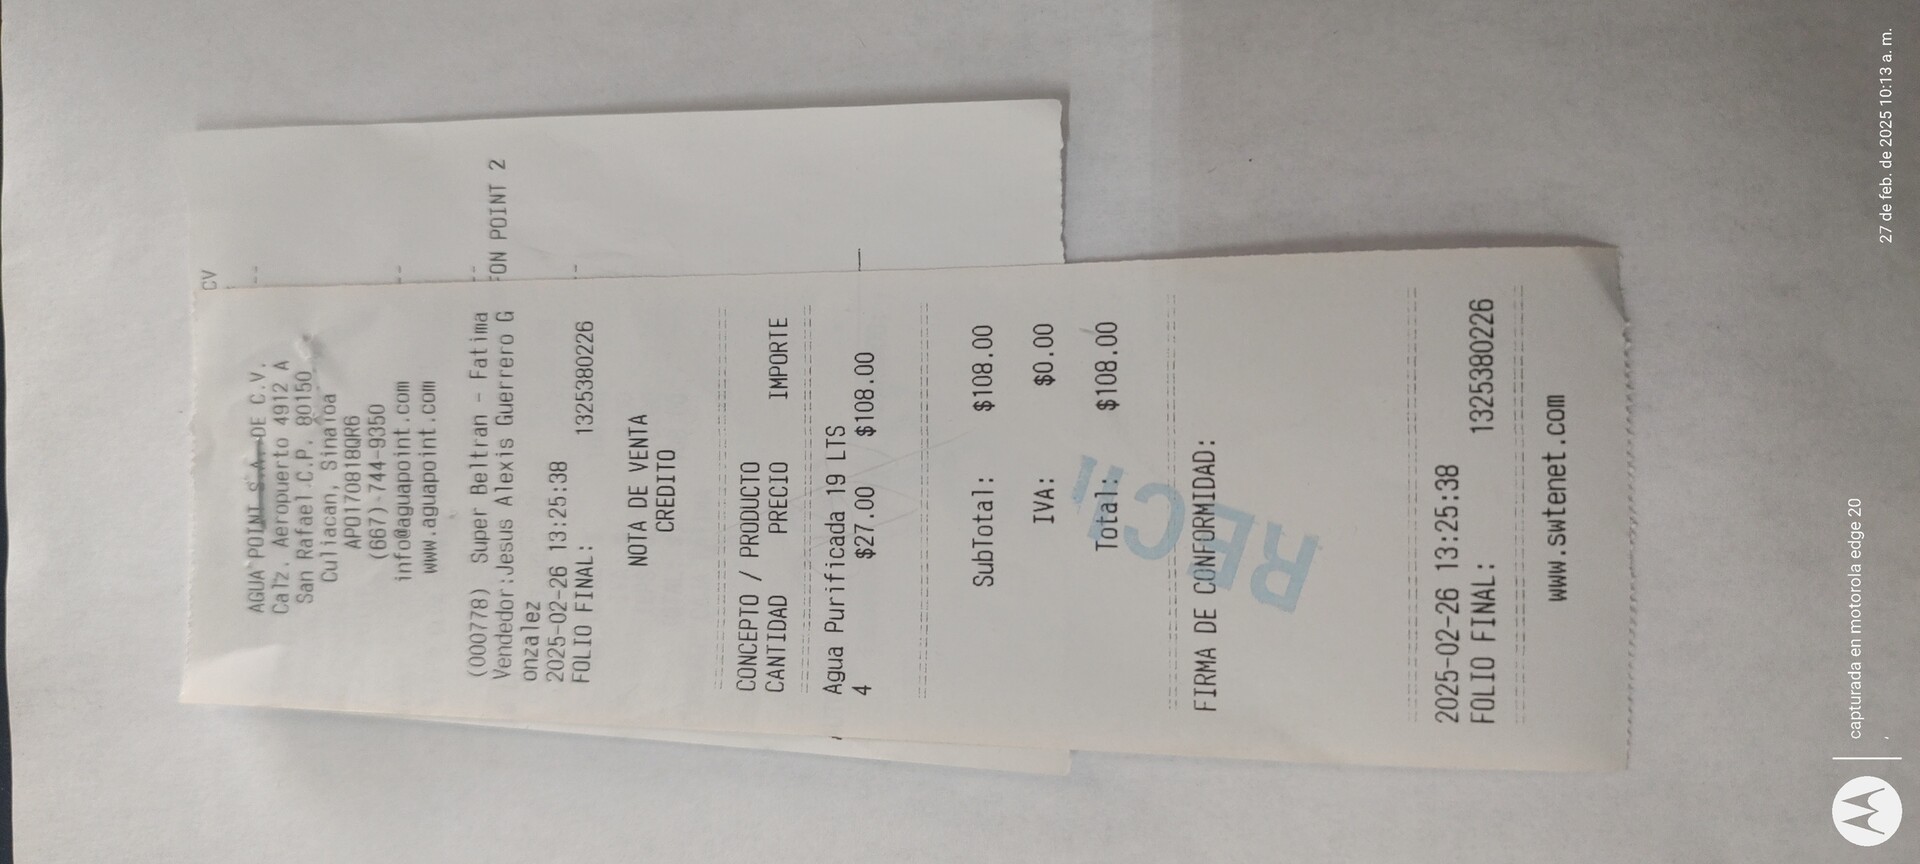 AGUA POINT S.A. DE C.V.
Calz. Aeropuerto 4912 A
San Rafael C.P. 80150
Culiacan, Sinaloa
APO170818QR6
(667)-744-9350
info@aguapoint.com
www.aguapoint.com
(000778) Super Beltran - Fatima
Vendedor:Jesus Alexis Guerrero G
onzalez
2025-02-26 13:25:38
FOLIO FINAL: 1325380226
NOTA DE VENTA
CREDITO
CONCEPTO / PRODUCTO
CANTIDAD PRECIO IMPORTE
Agua Purificada 19 LTS
4 $27.00 $108.00
SubTotal: $108.00
IVA: $0.00
Total: $108.00
FIRMA DE CONFORMIDAD:
2025-02-26 13:25:38
FOLIO FINAL: 1325380226
www.swtenet.com
CV
POINT 2
capturada en motorola edge 20
27 de feb. de 2025 10:13 a. m.